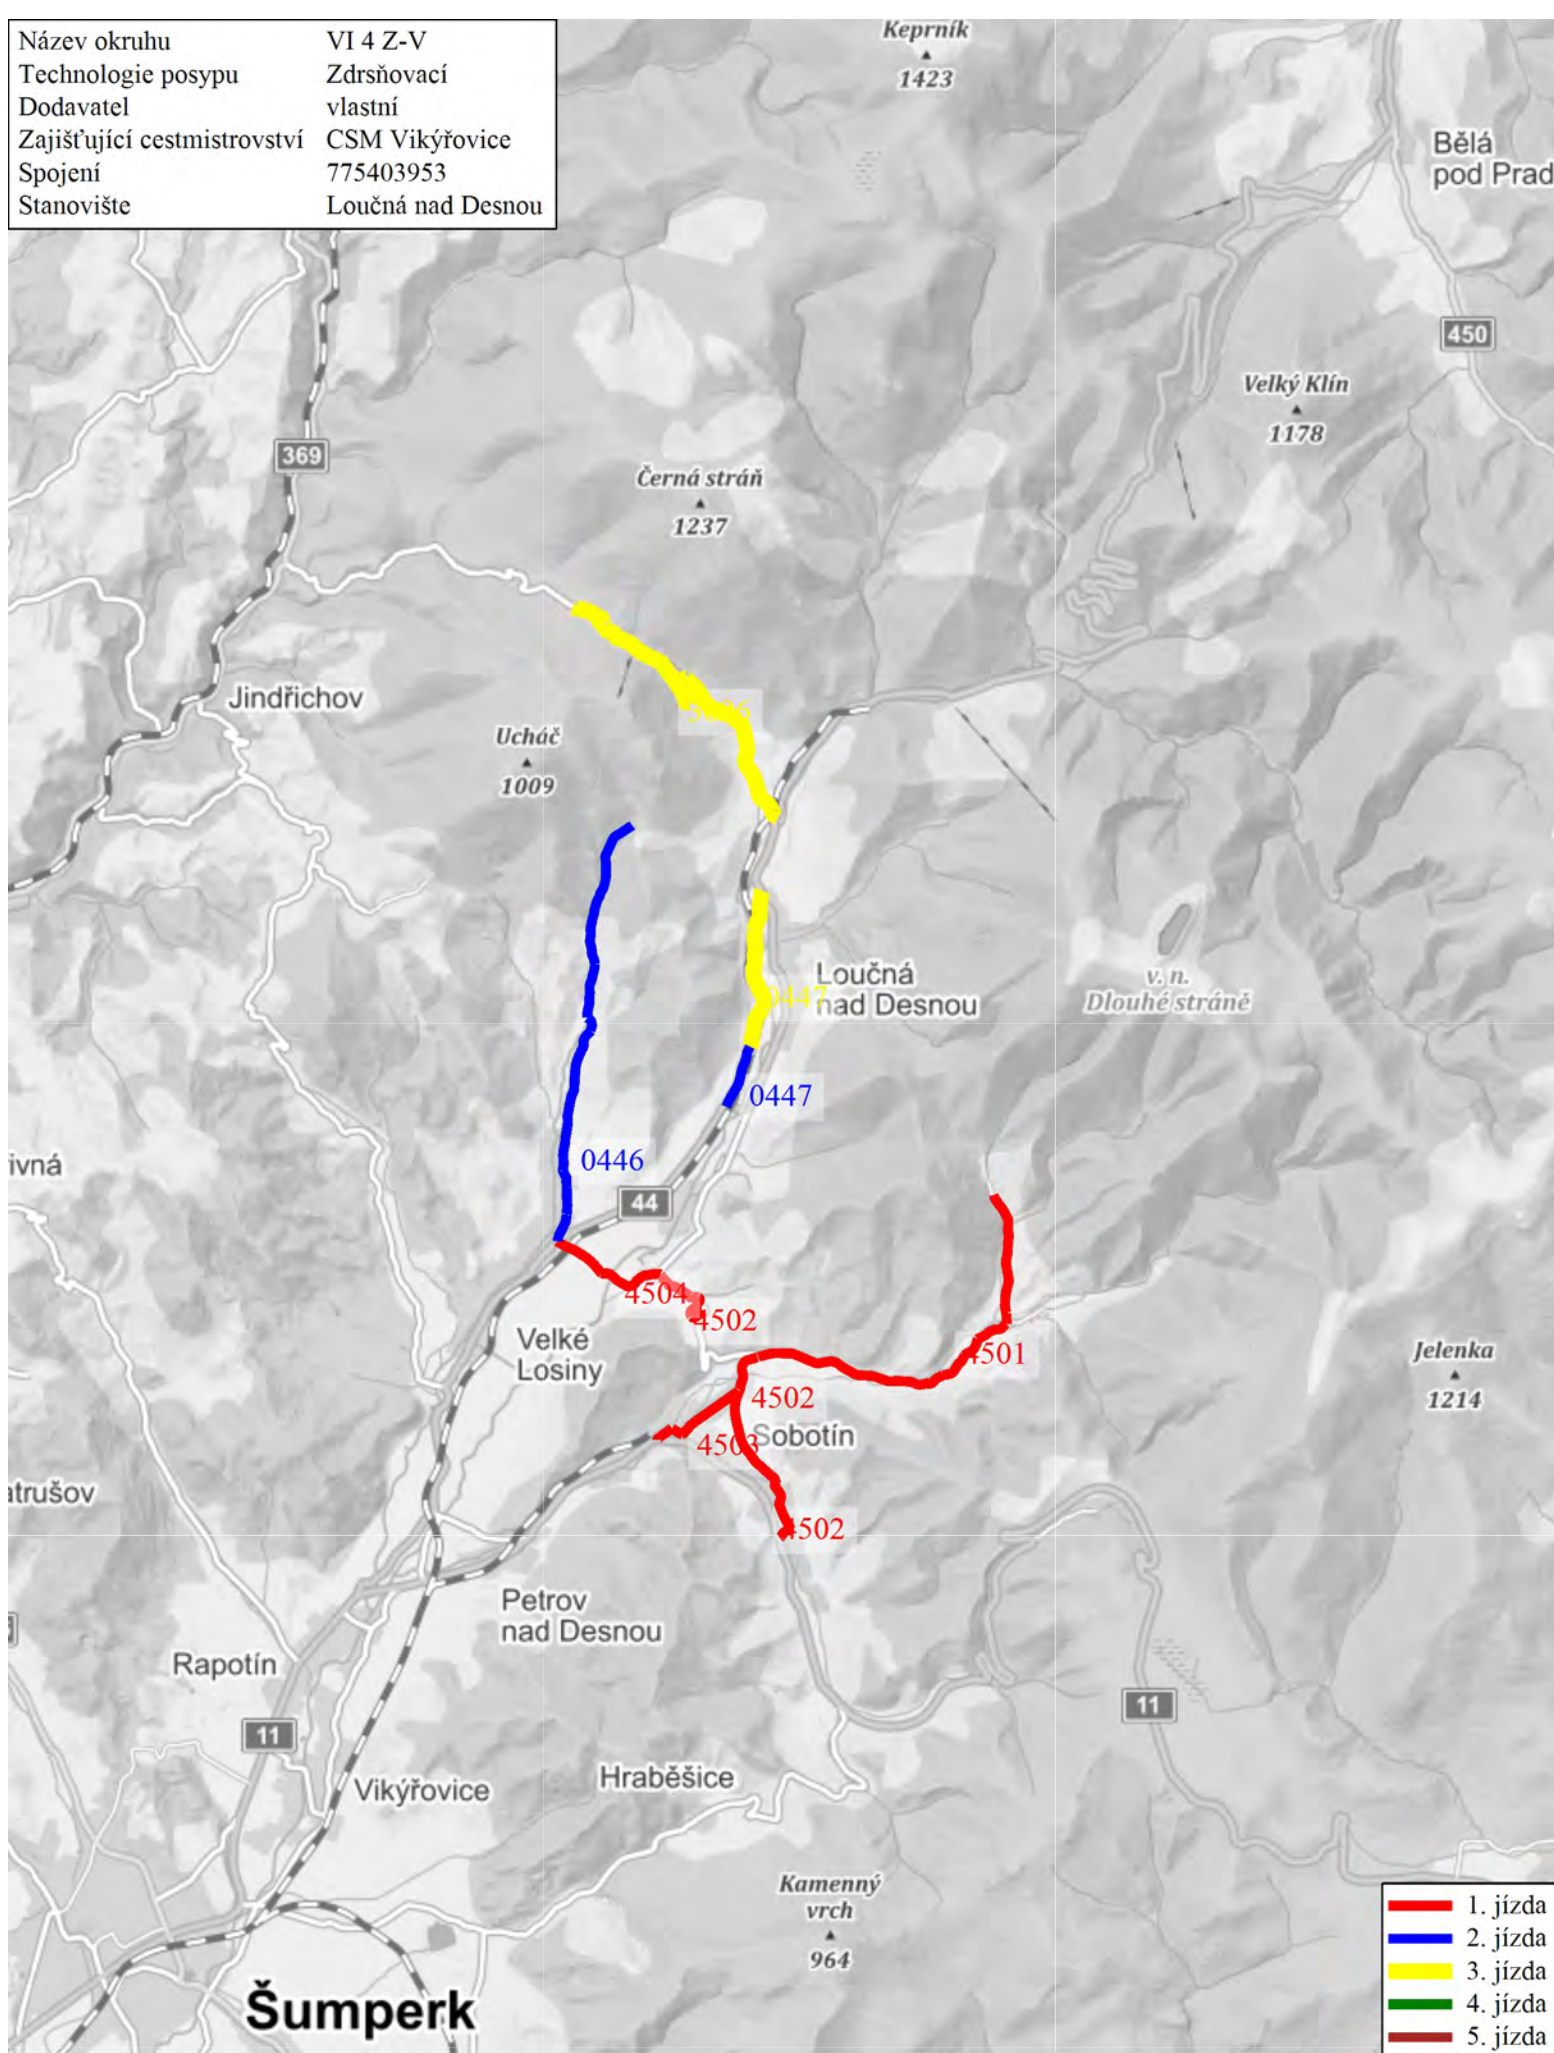 Název okruhu VI 4 Z-V
Technologie posypu Zdrsňovací
Dodavatel vlastní
Zajišťující cestmistrovství CSM Vikýřovice
Spojení 775403953
Stanoviště Loučná nad Desnou
Keprník
1423
Bělá
pod Prad
450
Velký Klín
1178
369
Černá stráň
1237
Jindřichov
Ucháč
1009
Loučná
nad Desnou
0447
v. n.
Dlouhé stráně
0447
0446
ivná
44
4504
4502
Velké
Losiny
4501
Jelenka
1214
4502
4503
Sobotín
atrušov
4502
Petrov
nad Desnou
Rapotín
11
11
Vikýřovice
Hraběšice
Kamenný
vrch
964
Šumperk
1. jízda
2. jízda
3. jízda
4. jízda
5. jízda